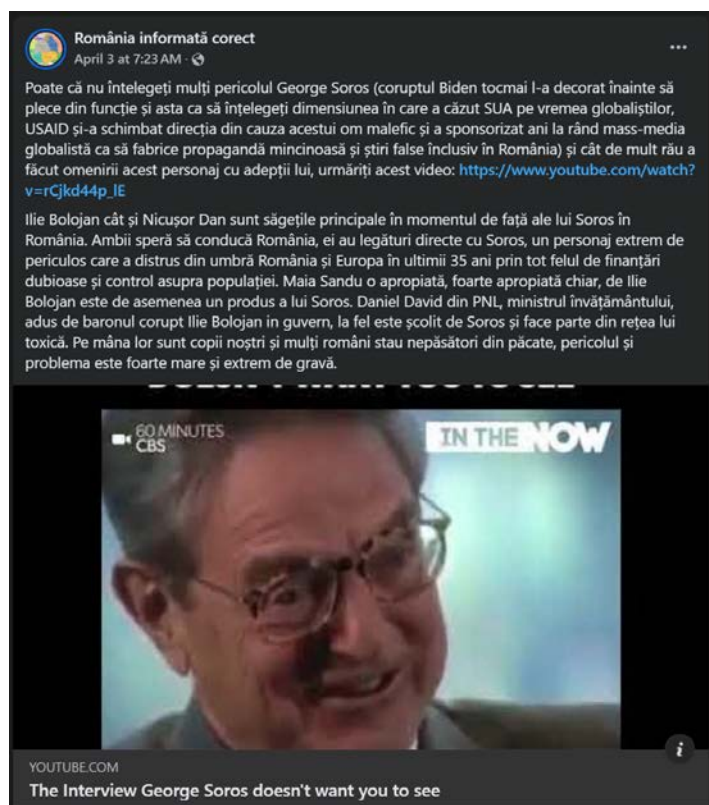 România informată corect
April 3 at 7:23 AM ·
Poate că nu întelegeți mulți pericolul George Soros (coruptul Biden tocmai l-a decorat înainte să
plece din funcție și asta ca să înțelegeți dimensiunea în care a căzut SUA pe vremea globaliștilor,
USAID și-a schimbat direcția din cauza acestui om malefic și a sponsorizat ani la rând mass-media
globalistă ca să fabrice propagandă mincinoasă și știri false înclusiv în România) și cât de mult rău a
făcut omenirii acest personaj cu adepții lui, urmăriți acest video: https://www.youtube.com/watch?
v=rCjkd44p_lE
Ilie Bolojan cât și Nicușor Dan sunt săgețile principale în momentul de față ale lui Soros în
România. Ambii speră să conducă România, ei au legături directe cu Soros, un personaj extrem de
periculos care a distrus din umbră România și Europa în ultimii 35 ani prin tot felul de finanțări
dubioase și control asupra populației. Maia Sandu o apropiată, foarte apropiată chiar, de Ilie
Bolojan este de asemenea un produs a lui Soros. Daniel David din PNL, ministrul învățământului,
adus de baronul corupt Ilie Bolojan in guvern, la fel este școlit de Soros și face parte din rețea lui
toxică. Pe mâna lor sunt copii noștri și mulți români stau nepăsători din păcate, pericolul și
problema este foarte mare și extrem de gravă.
60 MINUTES
CBS
IN THE NOW
YOUTUBE.COM
The Interview George Soros doesn't want you to see